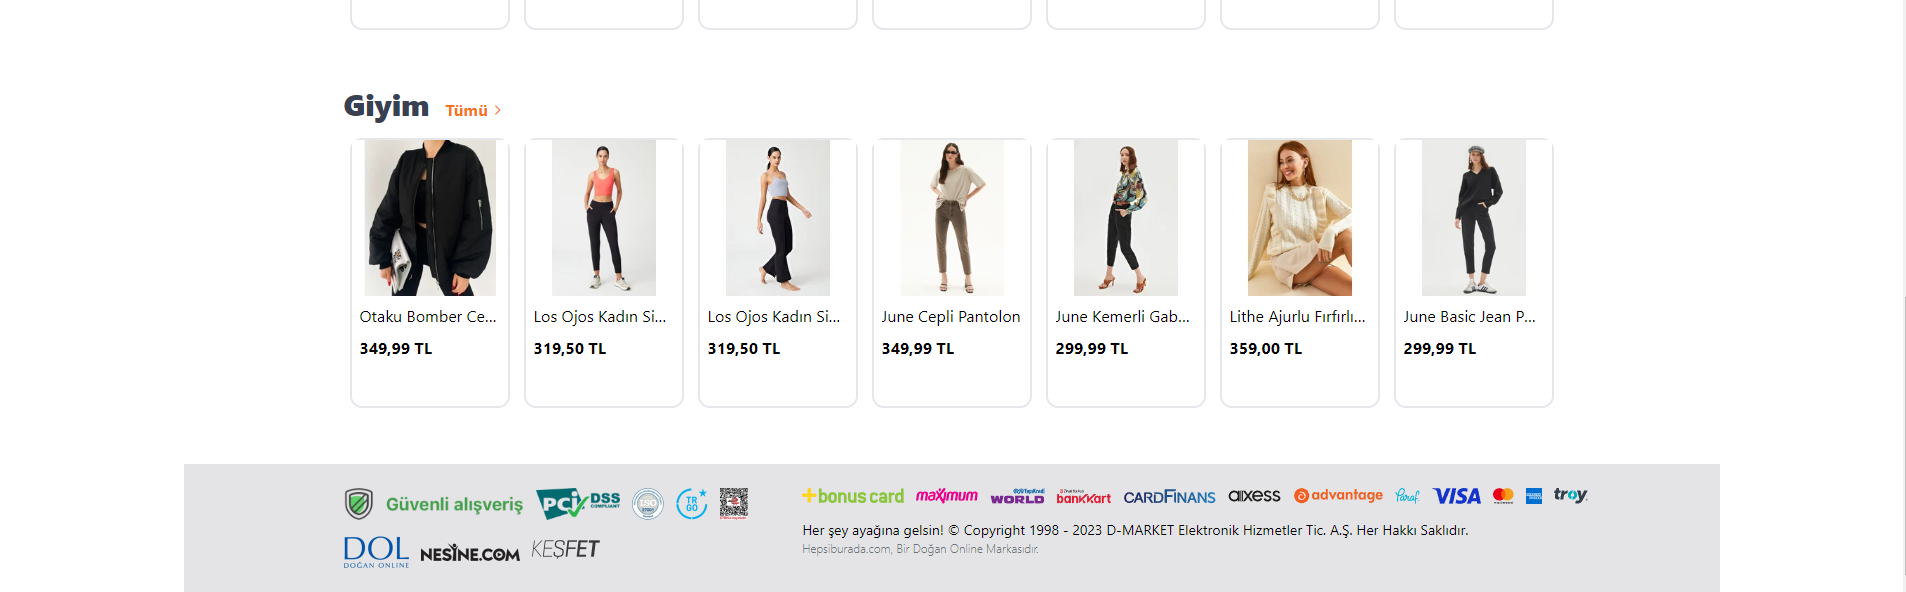 Giyim Tümü >
Otaku Bomber Ce...
349,99 TL
Los Ojos Kadın Si...
319,50 TL
Los Ojos Kadın Si...
319,50 TL
June Cepli Pantolon
349,99 TL
June Kemerli Gab...
299,99 TL
Lithe Ajurlu Fırfırlı...
359,00 TL
June Basic Jean P...
299,99 TL
Güvenli alışveriş
PCI DSS
COMPLIANT
ISO
TR
GO
DOL
DOĞAN ONLINE
NESİNE.COM
KEŞFET
bonus card
maximum
YapıKredi
WORLD
bankkart
CARDFINANS
axess
advantage
Paraf
VISA
troy
Her şey ayağına gelsin! © Copyright 1998 - 2023 D-MARKET Elektronik Hizmetler Tic. A.Ş. Her Hakkı Saklıdır.
Hepsiburada.com, Bir Doğan Online Markasıdır.